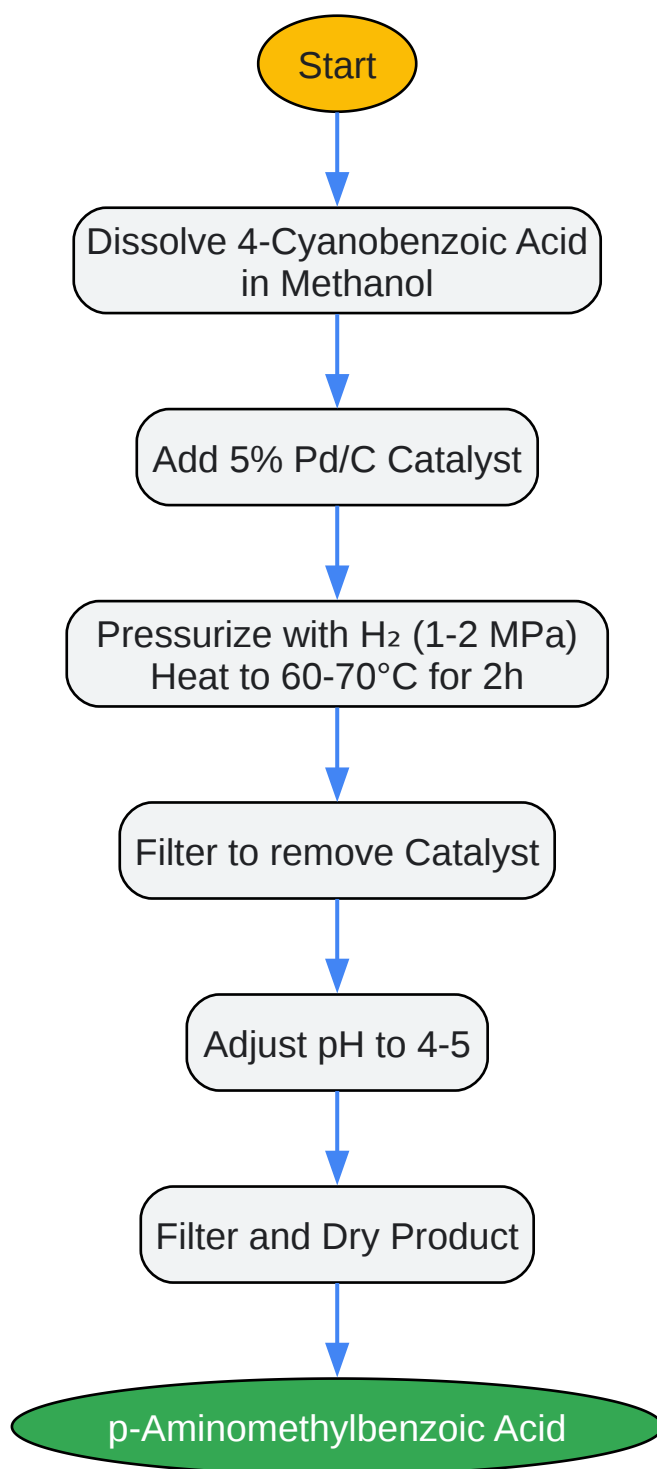 Start
Dissolve 4-Cyanobenzoic Acid
in Methanol
Add 5% Pd/C Catalyst
Pressurize with H₂ (1-2 MPa)
Heat to 60-70°C for 2h
Filter to remove Catalyst
Adjust pH to 4-5
Filter and Dry Product
p-Aminomethylbenzoic Acid